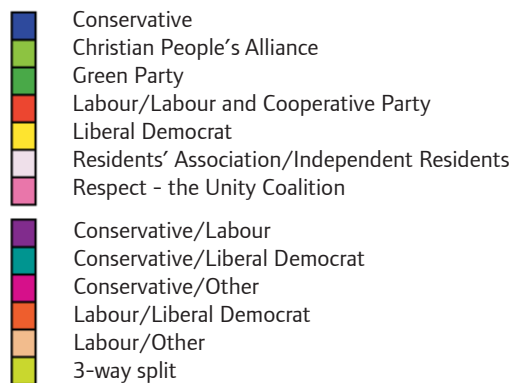 Conservative
Christian People's Alliance
Green Party
Labour/Labour and Cooperative Party
Liberal Democrat
Residents' Association/Independent Residents
Respect - the Unity Coalition
Conservative/Labour
Conservative/Liberal Democrat
Conservative/Other
Labour/Liberal Democrat
Labour/Other
3-way split